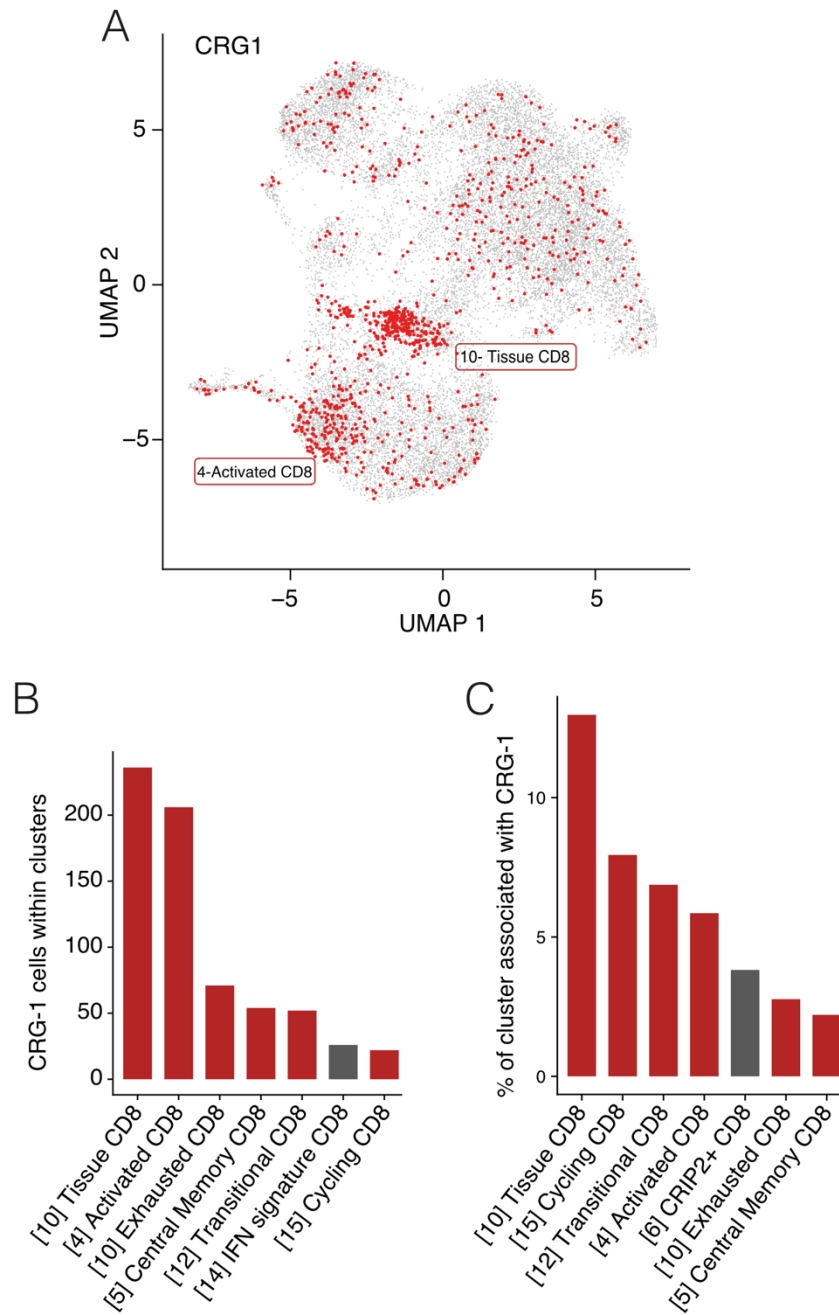 A
CRG1
5
0
−5
UMAP 2
10- Tissue CD8
4-Activated CD8
−5
0
5
UMAP 1
B
CRG-1 cells within clusters
200
150
100
50
0
[10] Tissue CD8
[4] Activated CD8
[10] Exhausted CD8
[5] Central Memory CD8
[12] Transitional CD8
[14] IFN signature CD8
[15] Cycling CD8
C
% of cluster associated with CRG-1
10
5
0
[10] Tissue CD8
[15] Cycling CD8
[12] Transitional CD8
[4] Activated CD8
[6] CRIP2+ CD8
[10] Exhausted CD8
[5] Central Memory CD8